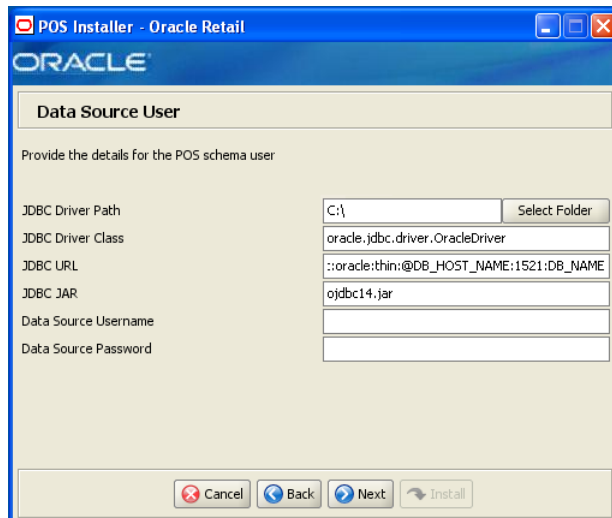 POS Installer - Oracle Retail
ORACLE
Data Source User
Provide the details for the POS schema user
JDBC Driver Path C:\ Select Folder
JDBC Driver Class oracle.jdbc.driver.OracleDriver
JDBC URL ::oracle:thin:@DB_HOST_NAME:1521:DB_NAME
JDBC JAR ojdbc14.jar
Data Source Username
Data Source Password
Cancel Back Next Install